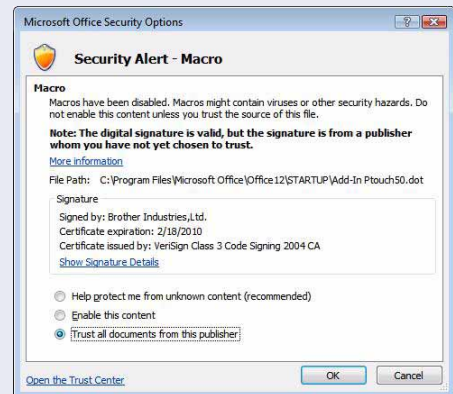 Microsoft Office Security Options
Security Alert - Macro
Macro
Macros have been disabled. Macros might contain viruses or other security hazards. Do
not enable this content unless you trust the source of this file.
Note: The digital signature is valid, but the signature is from a publisher
whom you have not yet chosen to trust.
More information
File Path: C:\Program Files\Microsoft Office\Office12\STARTUP\Add-In Ptouch50.dot
Signature
Signed by: Brother Industries,Ltd.
Certificate expiration: 2/18/2010
Certificate issued by: VeriSign Class 3 Code Signing 2004 CA
Show Signature Details
Help protect me from unknown content (recommended)
Enable this content
Trust all documents from this publisher
Open the Trust Center
OK
Cancel